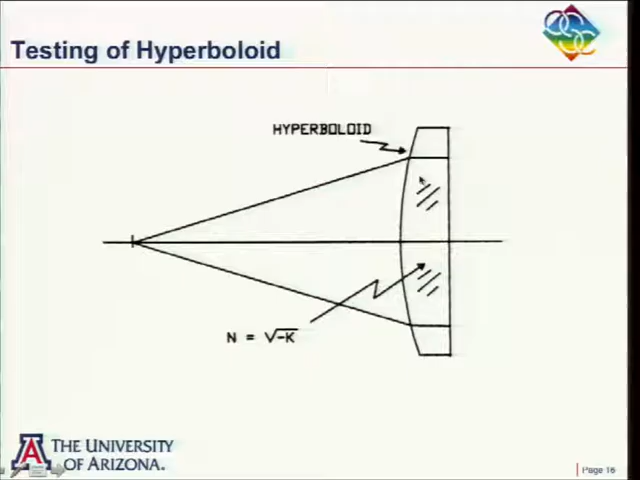 Testing of Hyperboloid
HYPERBOLOID
N = √-K
A
THE UNIVERSITY
OF ARIZONA.
Page 16